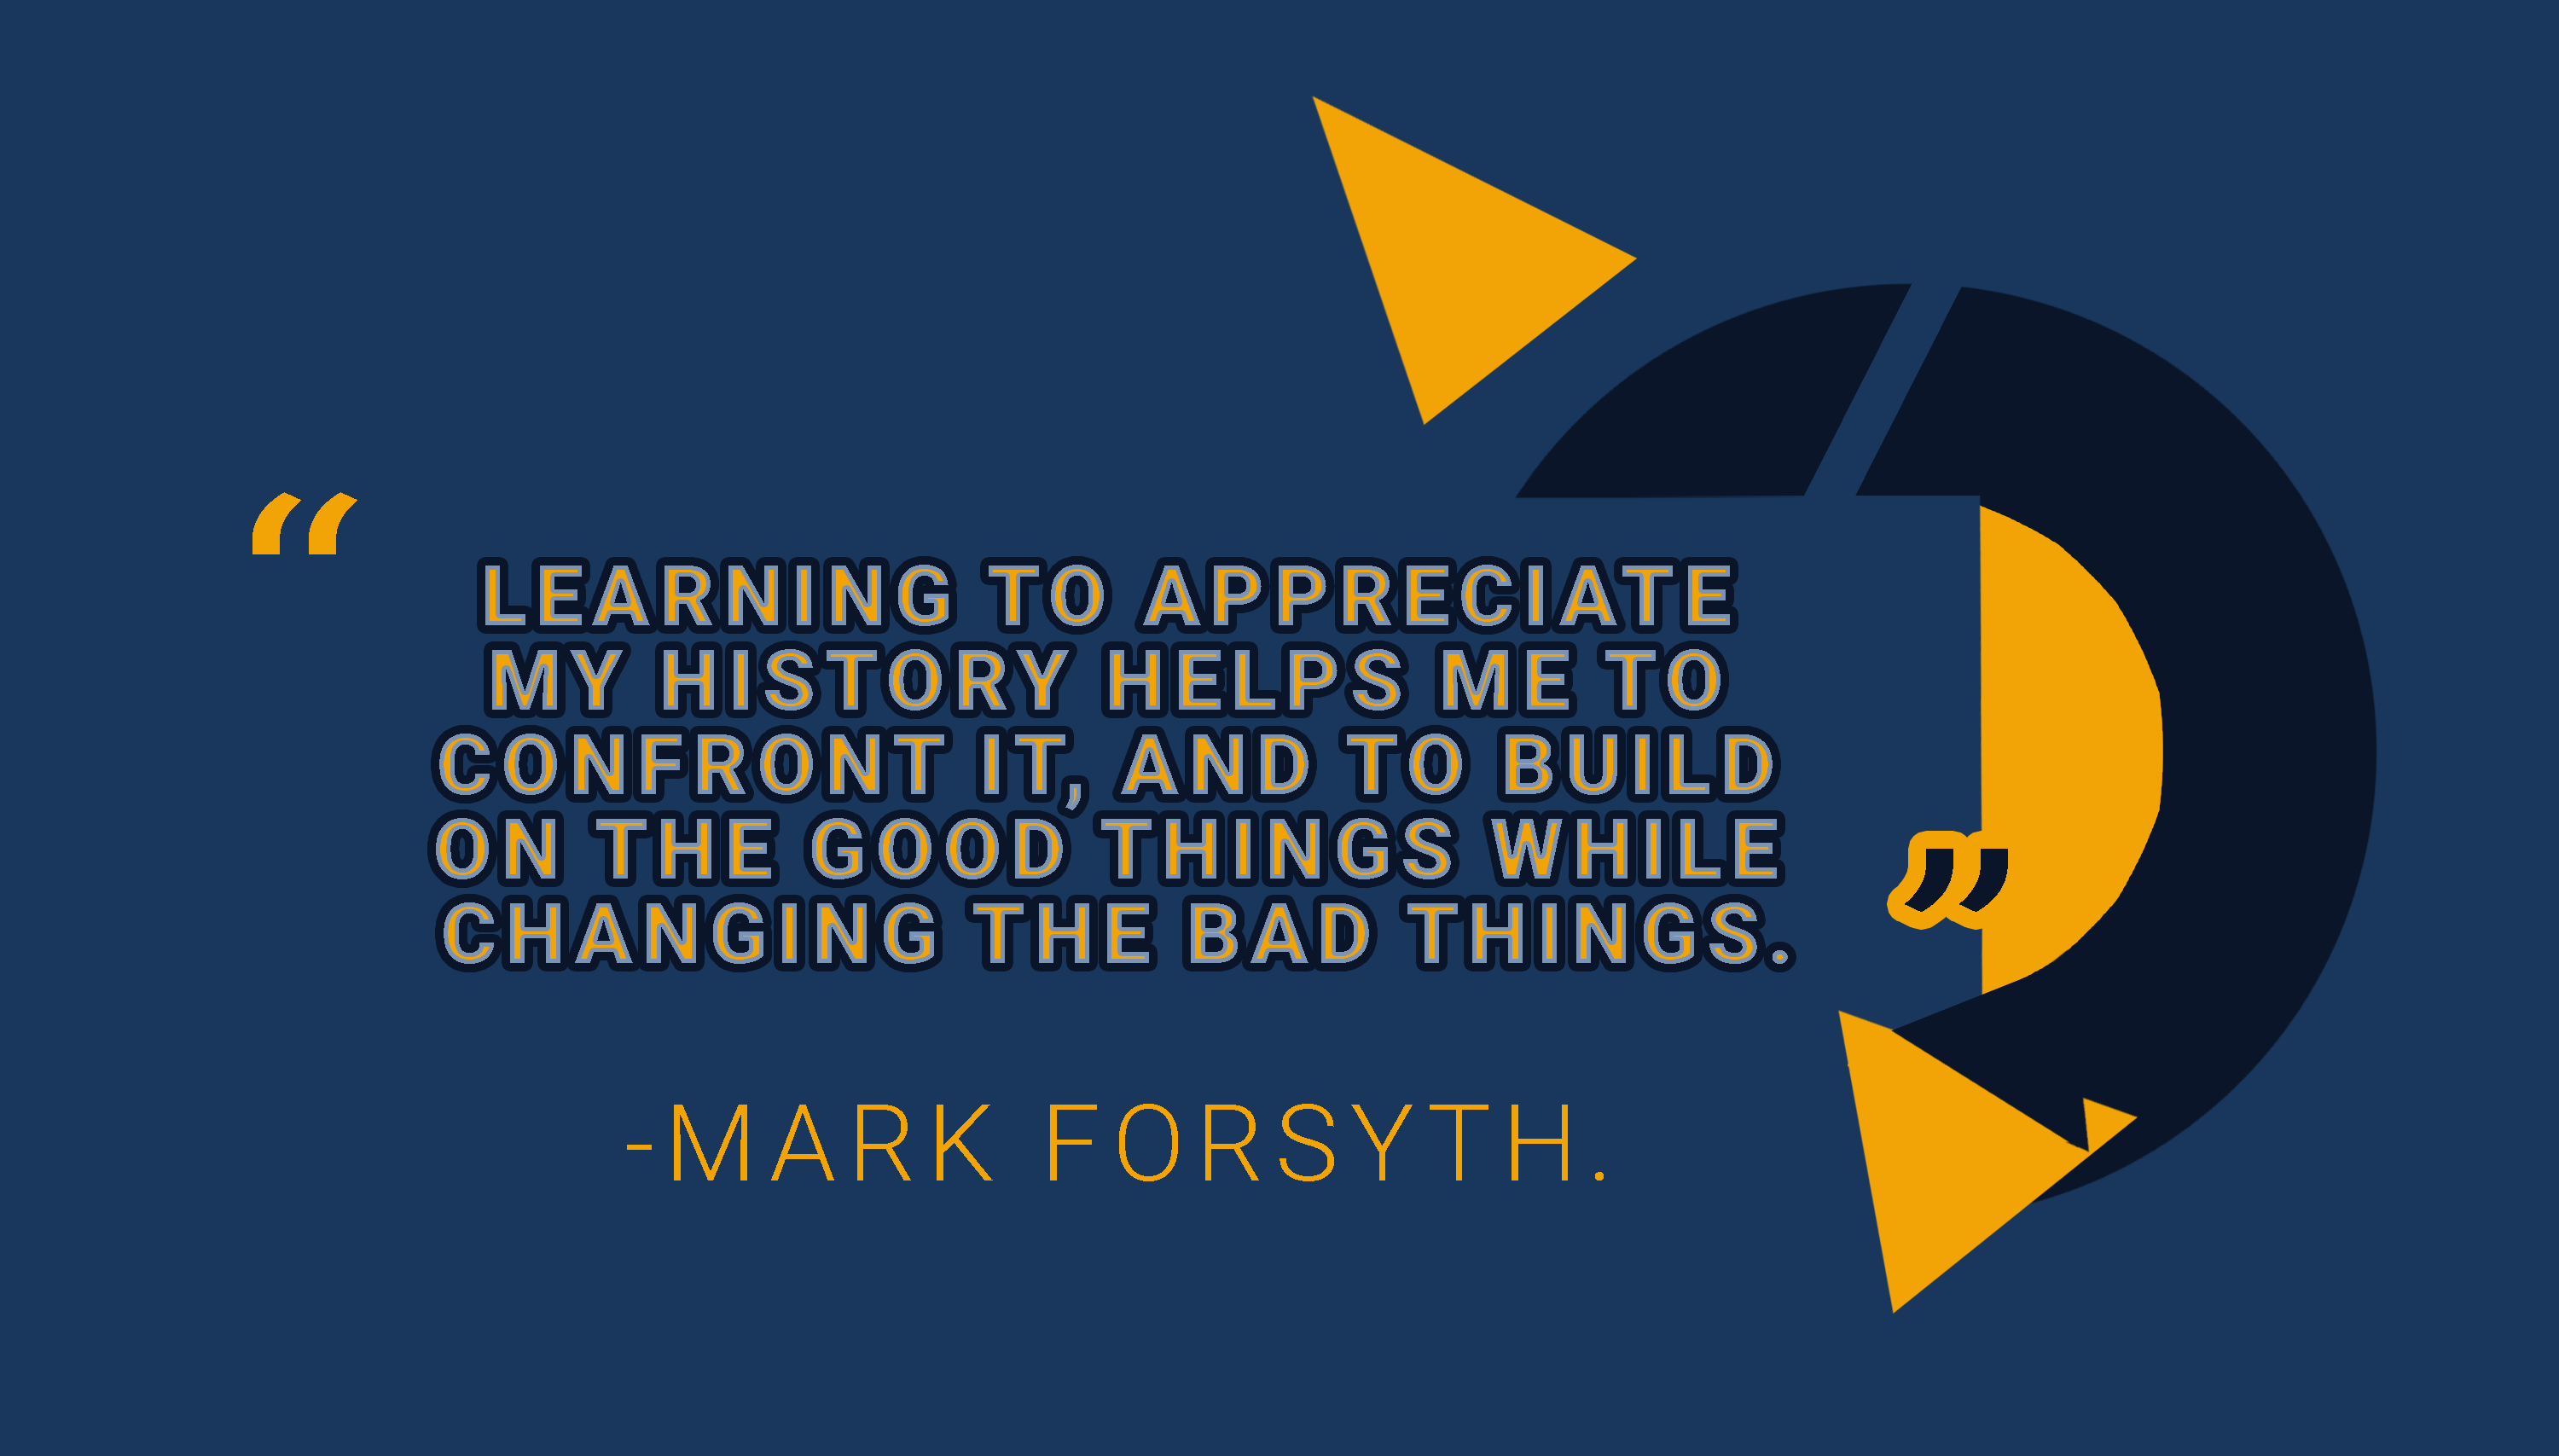 “
LEARNING TO APPRECIATE
MY HISTORY HELPS ME TO
CONFRONT IT, AND TO BUILD
ON THE GOOD THINGS WHILE
CHANGING THE BAD THINGS.
”
-MARK FORSYTH.